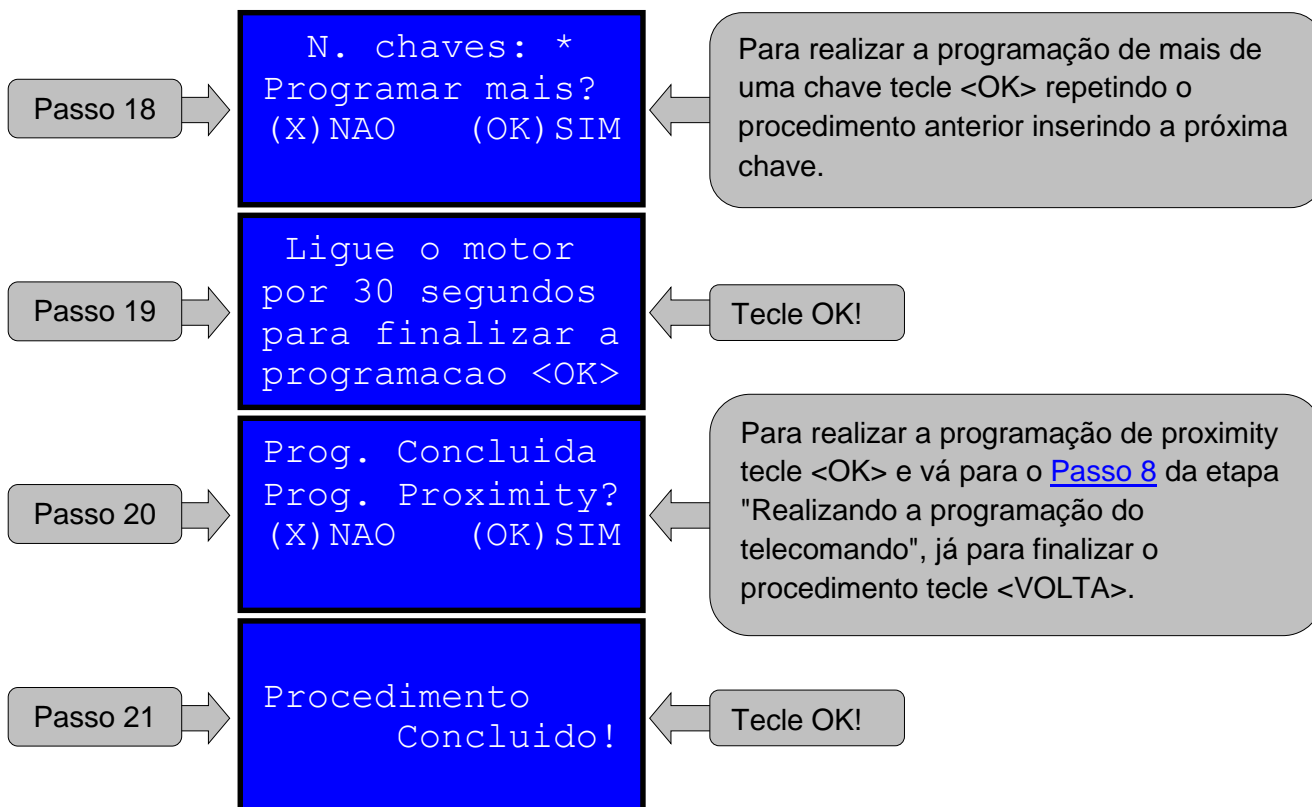 Passo 18
N. chaves: *
Programar mais?
(X)NAO (OK)SIM
Para realizar a programação de mais de
uma chave tecle <OK> repetindo o
procedimento anterior inserindo a próxima
chave.
Passo 19
Ligue o motor
por 30 segundos
para finalizar a
programacao <OK>
Tecle OK!
Passo 20
Prog. Concluida
Prog. Proximity?
(X)NAO (OK)SIM
Para realizar a programação de proximity
tecle <OK> e vá para o Passo 8 da etapa
"Realizando a programação do
telecomando", já para finalizar o
procedimento tecle <VOLTA>.
Passo 21
Procedimento
Concluido!
Tecle OK!